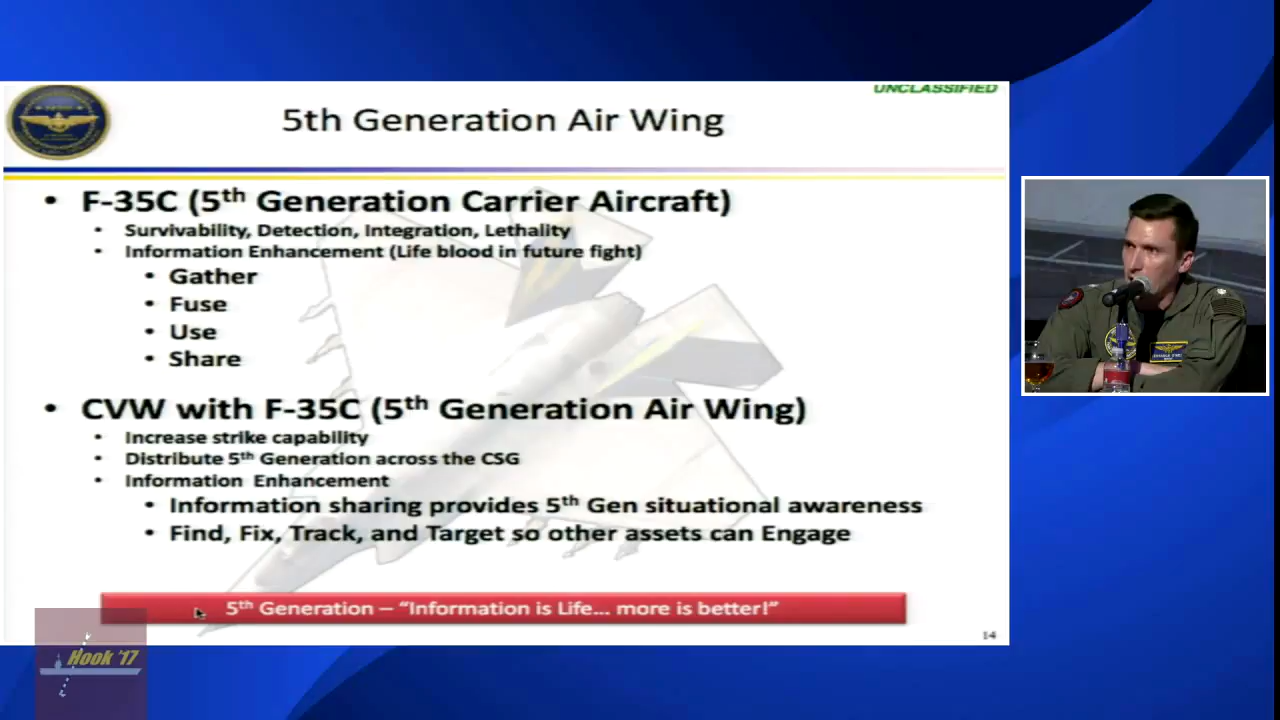 UNCLASSIFIED
5th Generation Air Wing
• F-35C (5th Generation Carrier Aircraft)
• Survivability, Detection, Integration, Lethality
• Information Enhancement (Life blood in future fight)
• Gather
• Fuse
• Use
• Share
• CVW with F-35C (5th Generation Air Wing)
• Increase strike capability
• Distribute 5th Generation across the CSG
• Information Enhancement
• Information sharing provides 5th Gen situational awareness
• Find, Fix, Track, and Target so other assets can Engage
5th Generation – “Information is Life... more is better!”
14
Hook '17